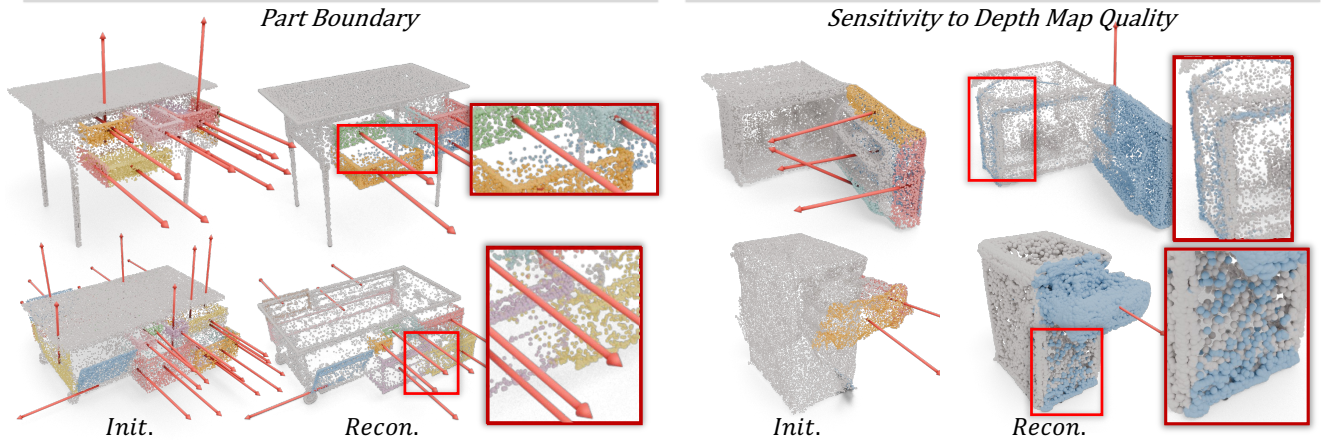 Part Boundary
Sensitivity to Depth Map Quality
Init.
Recon.
Init.
Recon.